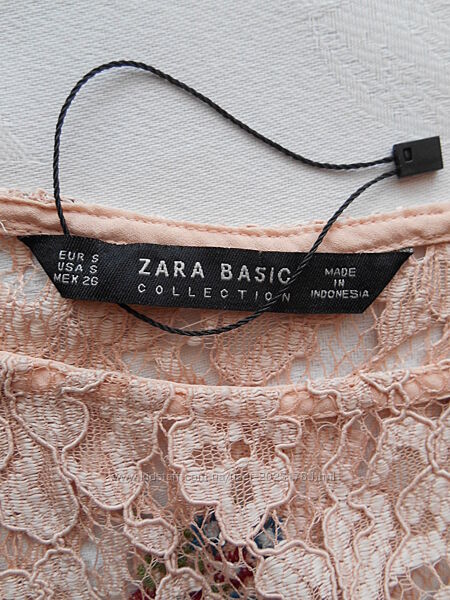 EUR S
USA S
MEX 26
ZARA BASIC
COLLECTION
MADE
IN
INDONESIA